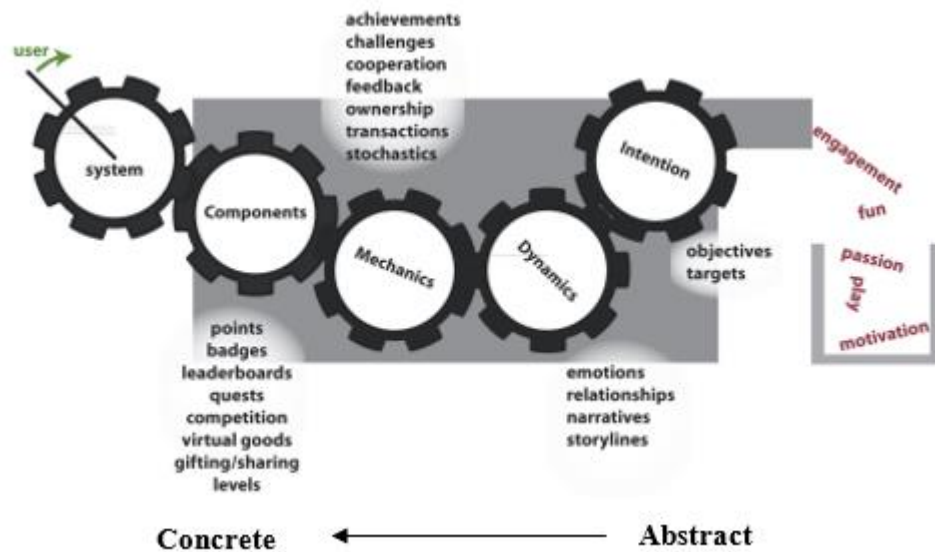 user
system
Components
Mechanics
Dynamics
Intention
achievements
challenges
cooperation
feedback
ownership
transactions
stochastics
points
badges
leaderboards
quests
competition
virtual goods
gifting/sharing
levels
emotions
relationships
narratives
storylines
objectives
targets
engagement
fun
passion
play
motivation
Concrete
Abstract